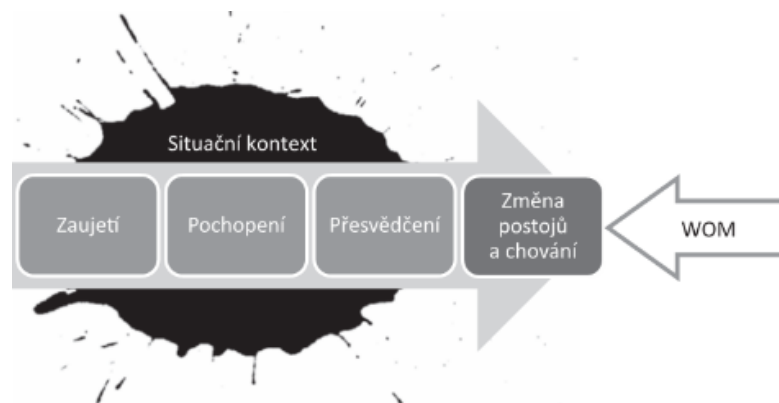 Situační kontext
Zaujetí
Pochopení
Přesvědčení
Změna
postojů
a chování
WOM